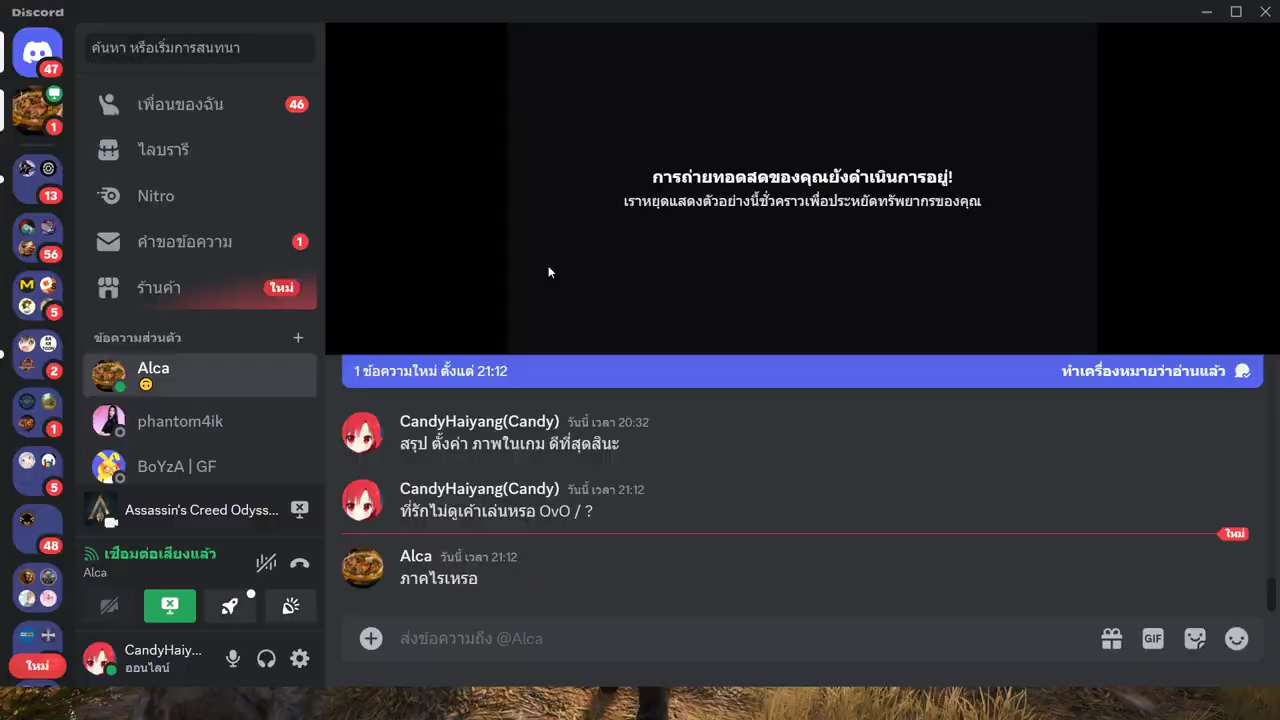 Discord
47
1
13
56
5
2
1
5
48
ใหม่
ค้นหา หรือเริ่มการสนทนา
เพื่อนของฉัน
46
ไลบรารี
Nitro
คำขอข้อความ
1
ร้านค้า
ใหม่
ข้อความส่วนตัว
Alca
phantom4ik
BoYzA | GF
Assassin's Creed Odyss...
เชื่อมต่อเสียงแล้ว
Alca
CandyHaiy...
ออนไลน์
การถ่ายทอดสดของคุณยังดำเนินการอยู่!
เราหยุดแสดงตัวอย่างนี้ชั่วคราวเพื่อประหยัดทรัพยากรของคุณ
1 ข้อความใหม่ ตั้งแต่ 21:12
ทำเครื่องหมายว่าอ่านแล้ว
CandyHaiyang(Candy) วันนี้ เวลา 20:32
สรุป ตั้งค่า ภาพในเกม ดีที่สุดสินะ
CandyHaiyang(Candy) วันนี้ เวลา 21:12
ที่รักไม่ดูเค้าเล่นหรอ OvO / ?
ใหม่
Alca วันนี้ เวลา 21:12
ภาคไรเหรอ
ส่งข้อความถึง @Alca
GIF